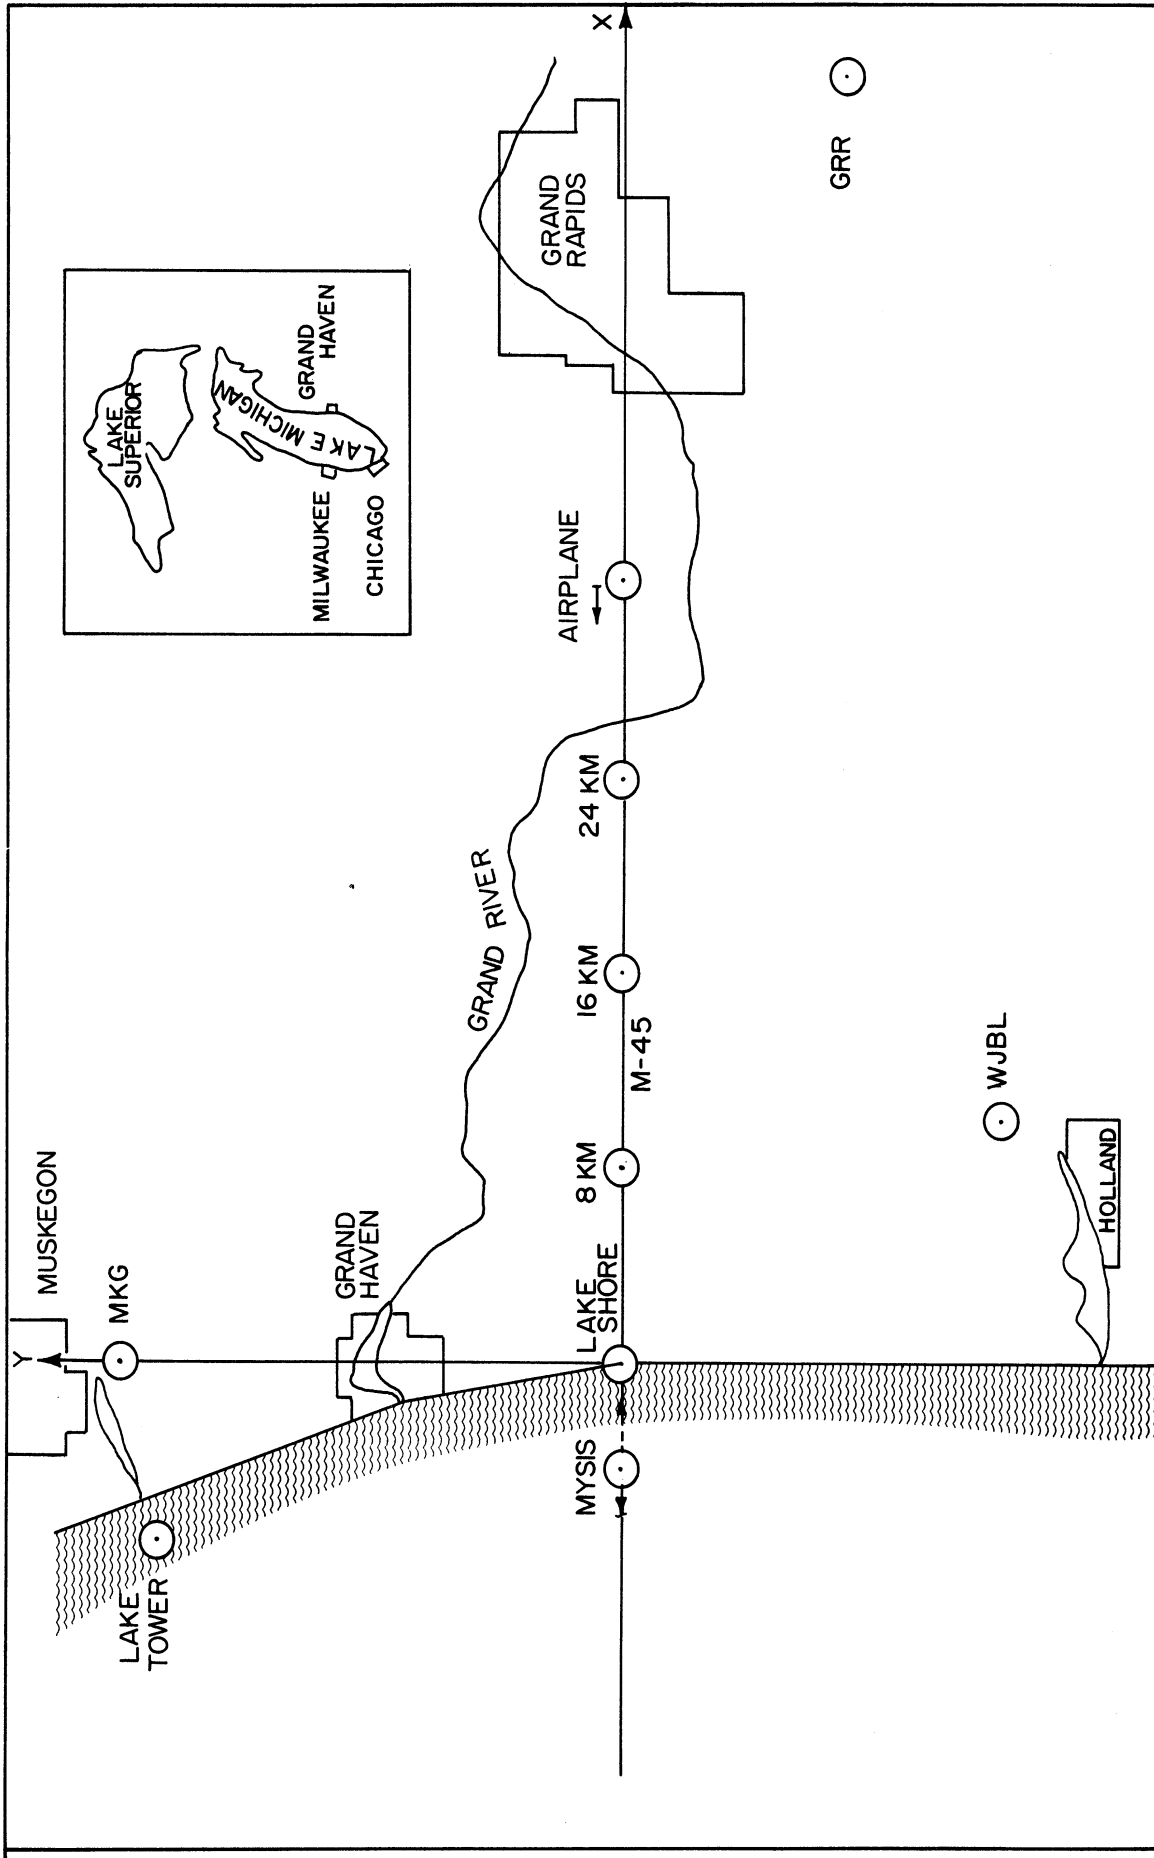 Y
MUSKEGON
MKG
LAKE
TOWER
GRAND
HAVEN
GRAND RIVER
LAKE
SUPERIOR
LAKE MICHIGAN
GRAND
HAVEN
MILWAUKEE
CHICAGO
GRAND
RAPIDS
MYSIS
LAKE
SHORE
8 KM
16 KM
24 KM
AIRPLANE
X
M-45
GRR
WJBL
HOLLAND